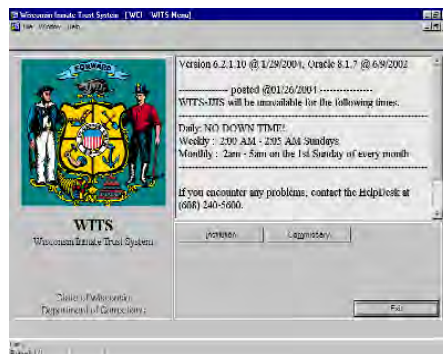 Wisconsin Inmate Trust System - [WCI WITS Menu]
File Window Help
Version 6.2.1.10 @ 1/29/2004, Oracle 8.1.7 @ 6/9/2002
---------- posted @01/26/2004 ----------------
WITS-JJIS will be unavailable for the following times.
Daily: NO DOWN TIME!
Weekly : 2:00 AM - 2:05 AM Sundays
Monthly : 2am - 5am on the 1st Sunday of every month
If you encounter any problems, contact the HelpDesk at
(608) 240-5600.
FORWARD
WITS
Wisconsin Inmate Trust System
Institution
Commissary
State of Wisconsin
Department of Corrections
Exit